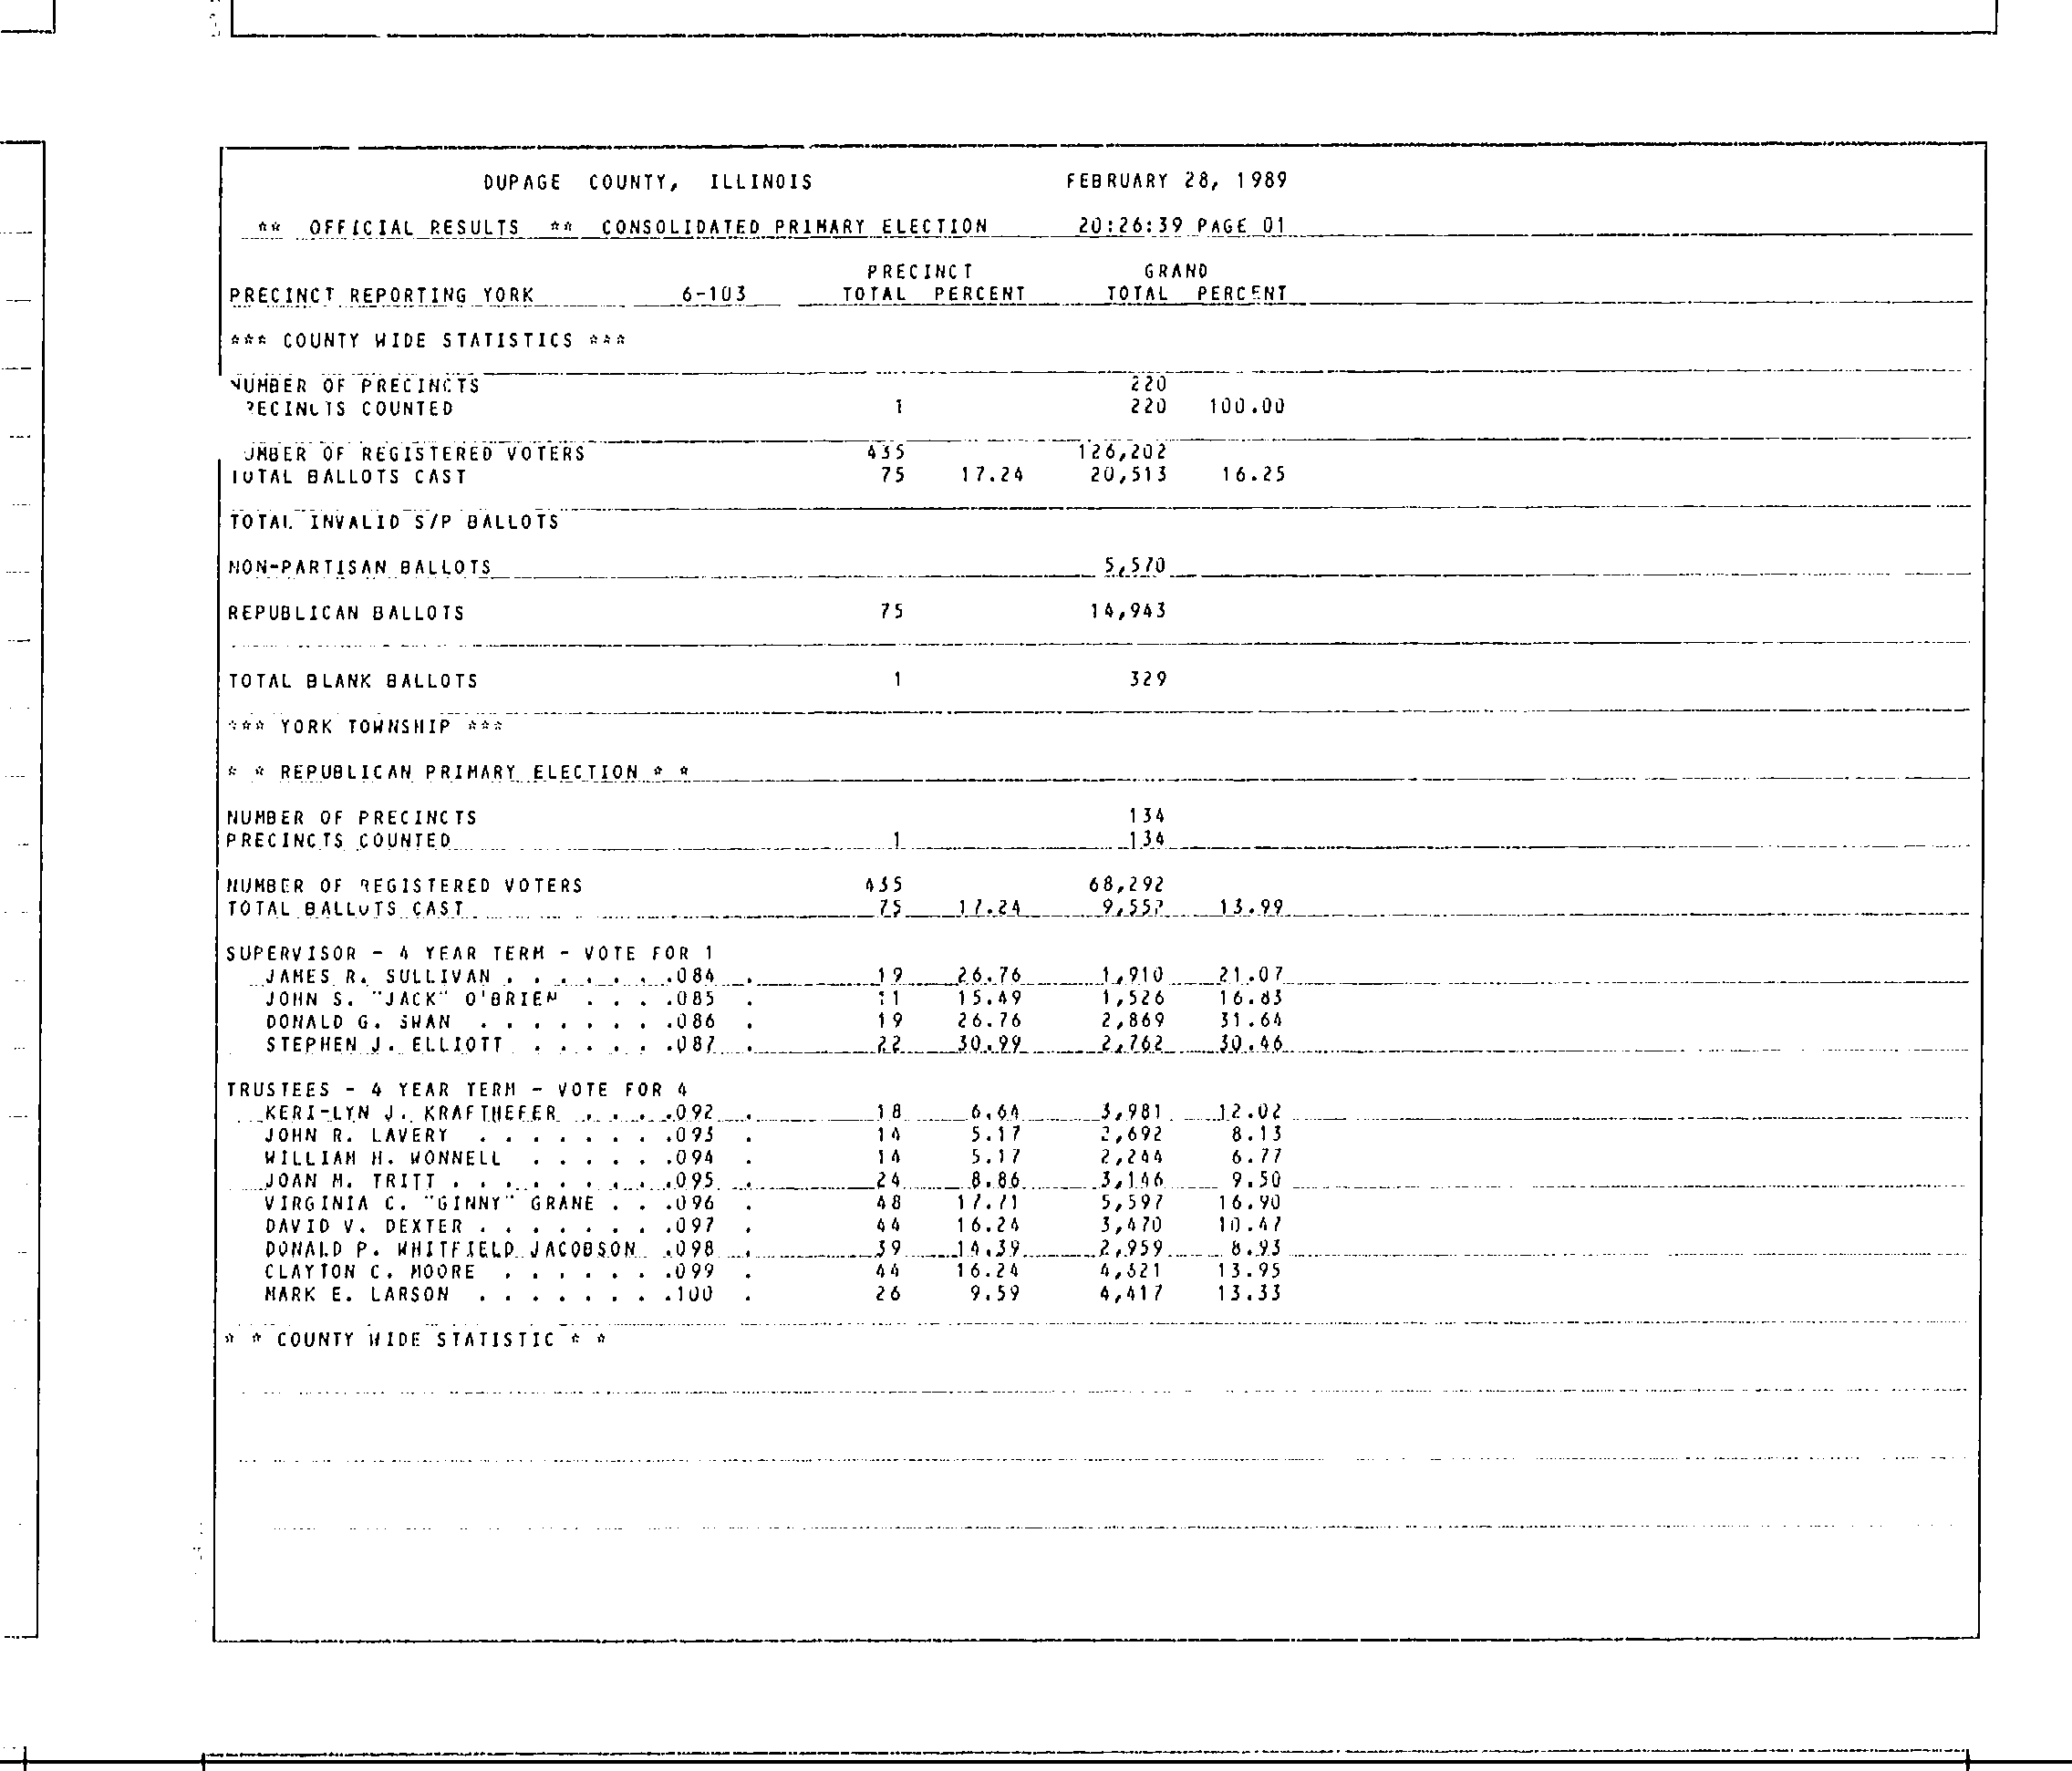 DUPAGE COUNTY, ILLINOIS FEBRUARY 28, 1989
** OFFICIAL RESULTS ** CONSOLIDATED PRIMARY ELECTION 20:26:39 PAGE 01
PRECINCT GRAND
PRECINCT REPORTING YORK 6-103 TOTAL PERCENT TOTAL PERCENT
*** COUNTY WIDE STATISTICS ***
NUMBER OF PRECINCTS 220
RECINCTS COUNTED 1 220 100.00
UMBER OF REGISTERED VOTERS 435 126,202
TOTAL BALLOTS CAST 75 17.24 20,513 16.25
TOTAL INVALID S/P BALLOTS
NON-PARTISAN BALLOTS 5,570
REPUBLICAN BALLOTS 75 14,943
TOTAL BLANK BALLOTS 1 329
*** YORK TOWNSHIP ***
* * REPUBLICAN PRIMARY ELECTION * *
NUMBER OF PRECINCTS 134
PRECINCTS COUNTED 1 134
NUMBER OF REGISTERED VOTERS 435 68,292
TOTAL BALLOTS CAST 75 17.24 9,557 13.99
SUPERVISOR - 4 YEAR TERM - VOTE FOR 1
JAMES R. SULLIVAN . . . . . . .084 . 19 26.76 1,910 21.07
JOHN S. "JACK" O'BRIEN . . . .085 . 11 15.49 1,526 16.83
DONALD G. SWAN . . . . . . . .086 . 19 26.76 2,869 31.64
STEPHEN J. ELLIOTT . . . . . .087 . 22 30.99 2,762 30.46
TRUSTEES - 4 YEAR TERM - VOTE FOR 4
KERI-LYN J. KRAFTHEFER . . . .092 . 18 6.64 3,981 12.02
JOHN R. LAVERY . . . . . . . .093 . 14 5.17 2,692 8.13
WILLIAM H. WONNELL . . . . . .094 . 14 5.17 2,244 6.77
JOAN M. TRITT . . . . . . . . .095 . 24 8.86 3,146 9.50
VIRGINIA C. "GINNY" GRANE . . .096 . 48 17.71 5,597 16.90
DAVID V. DEXTER . . . . . . . .097 . 44 16.24 3,470 10.47
DONALD P. WHITFIELD JACOBSON .098 . 39 14.39 2,959 8.93
CLAYTON C. MOORE . . . . . . .099 . 44 16.24 4,621 13.95
MARK E. LARSON . . . . . . . .100 . 26 9.59 4,417 13.33
* * COUNTY WIDE STATISTIC * *